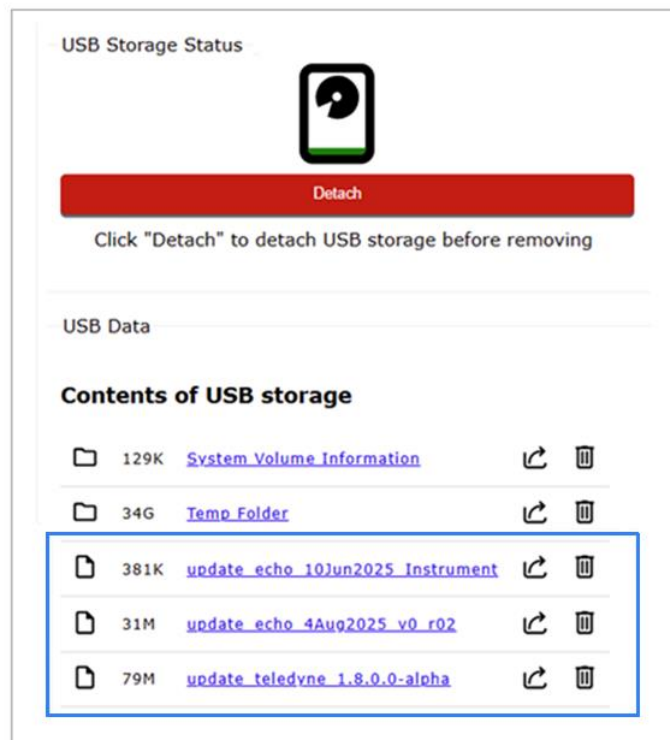 USB Storage Status
Detach
Click "Detach" to detach USB storage before removing
USB Data
Contents of USB storage
129K System Volume Information
34G Temp Folder
381K update_echo_10Jun2025_Instrument
31M update_echo_4Aug2025_v0_r02
79M update_teledyne_1.8.0.0-alpha